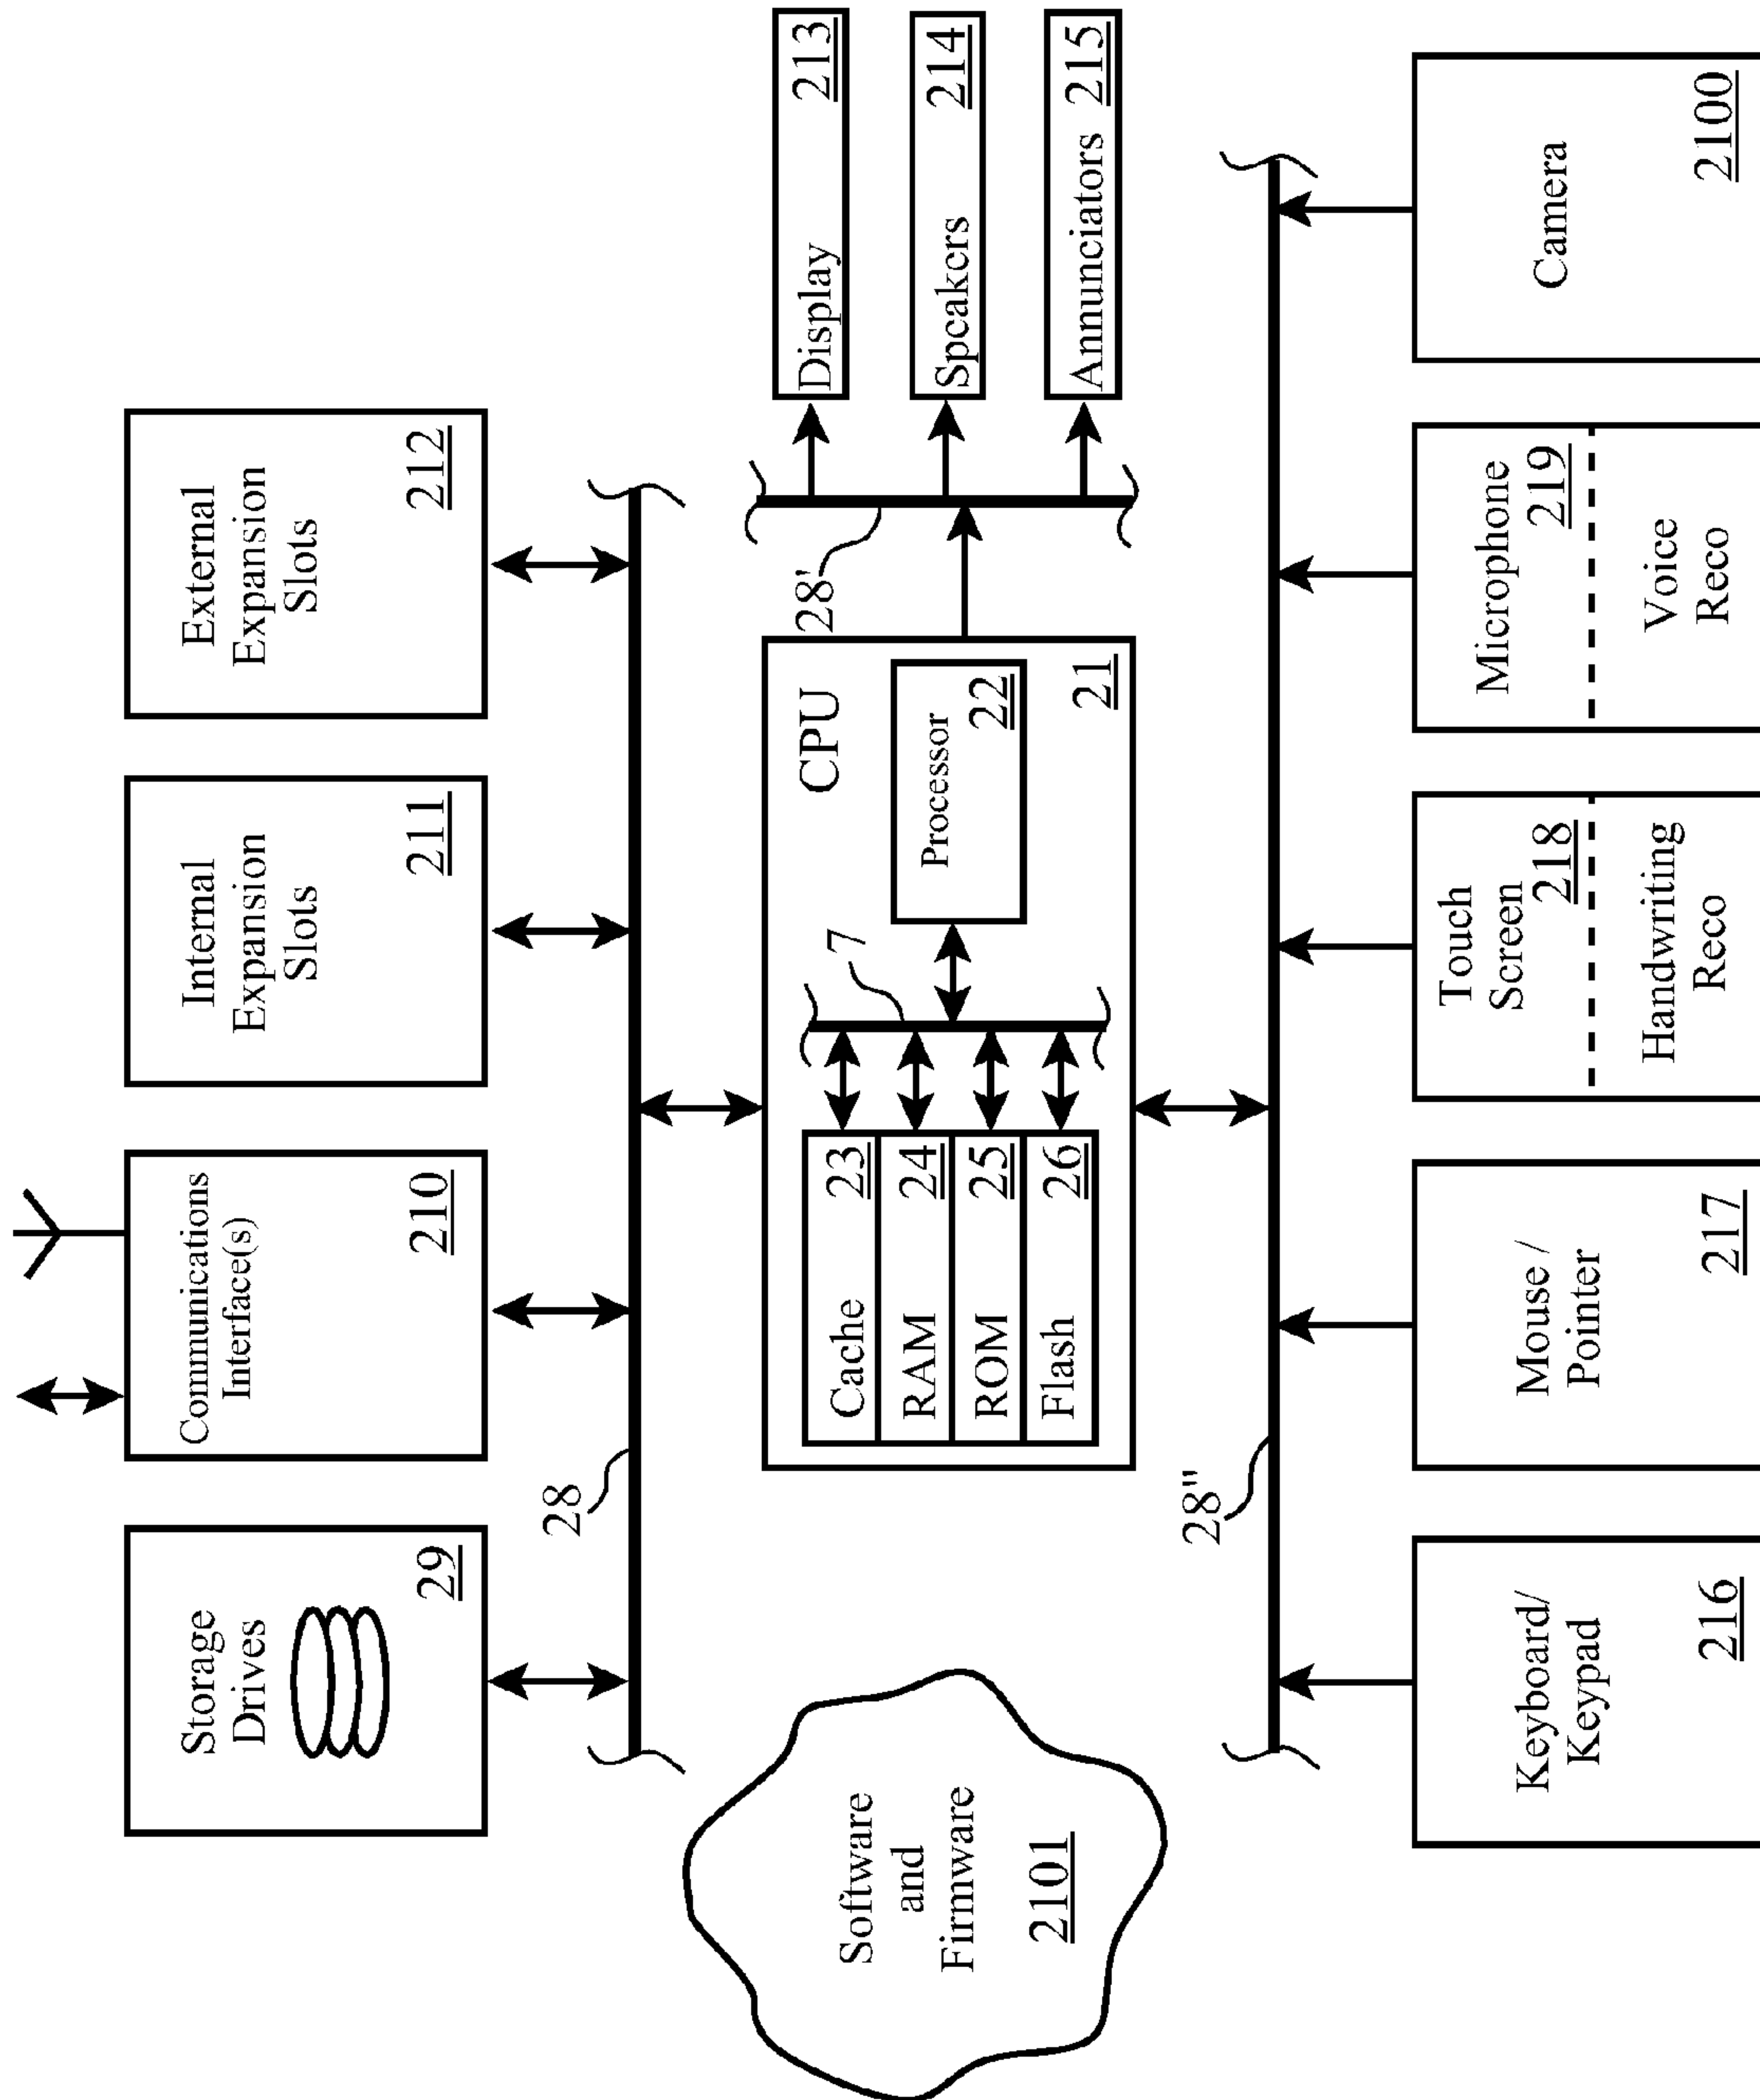 Storage
Drives
29
Communications
Interface(s)
210
Internal
Expansion
Slots
211
External
Expansion
Slots
212
28
Software
and
Firmware
2101
CPU
Cache 23
RAM 24
ROM 25
Flash 26
7
Processor
22
21
28'
Display 213
Speakers 214
Annunciators 215
28"
Keyboard/
Keypad
216
Mouse /
Pointer
217
Touch
Screen
218
Handwriting
Reco
Microphone
219
Voice
Reco
Camera
2100